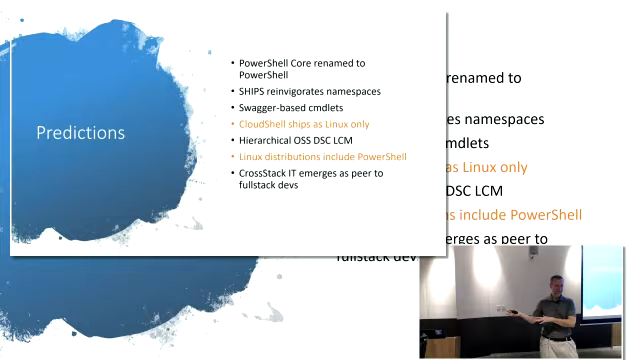 Predictions
• PowerShell Core renamed to
PowerShell
• SHIPS reinvigorates namespaces
• Swagger-based cmdlets
• CloudShell ships as Linux only
• Hierarchical OSS DSC LCM
• Linux distributions include PowerShell
• CrossStack IT emerges as peer to
fullstack devs
renamed to
es namespaces
mdlets
as Linux only
DSC LCM
ns include PowerShell
erges as peer to
fullstack dev